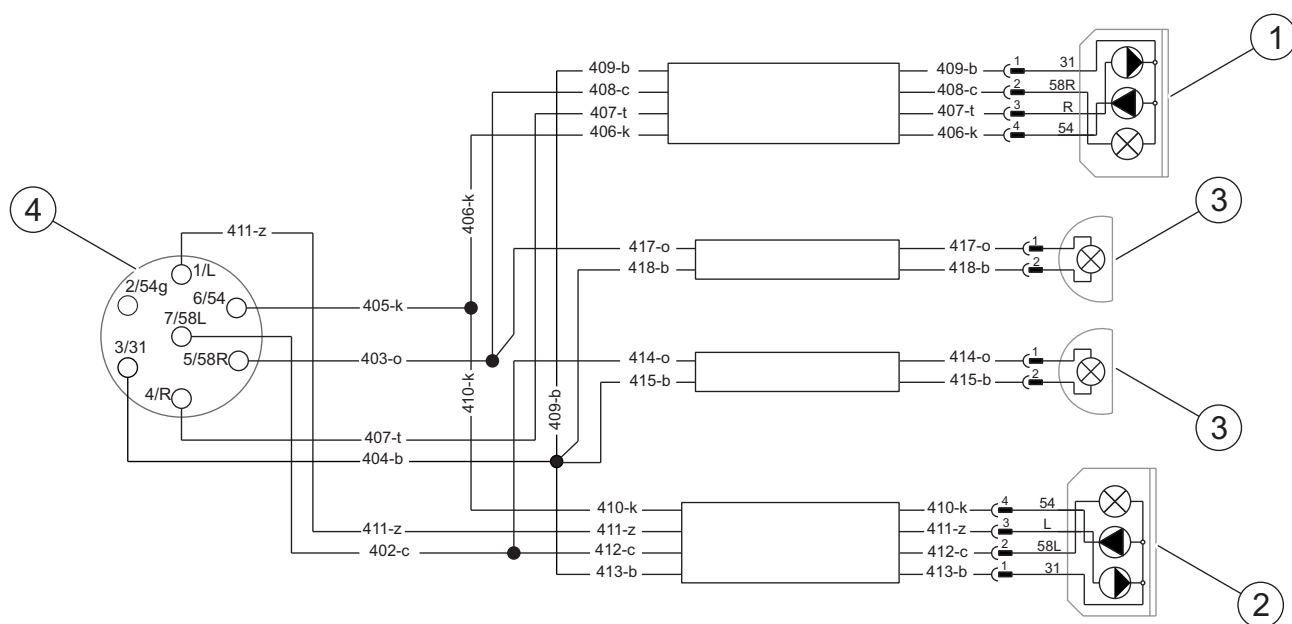 409-b 409-b 1 31 1
408-c 408-c 2 58R
407-t 407-t 3 R
406-k 406-k 4 54
406-k
4
3
411-z
417-o 417-o 1
418-b 418-b 2
1/L
2/54g
6/54
405-k
7/58L
3/31
5/58R
403-o
414-o 414-o 1
415-b 415-b 2
4/R
410-k
409-b
3
407-t
404-b
410-k 410-k 4 54
411-z 411-z 411-z 3 L
402-c 412-c 412-c 2 58L
413-b 413-b 1 31
2